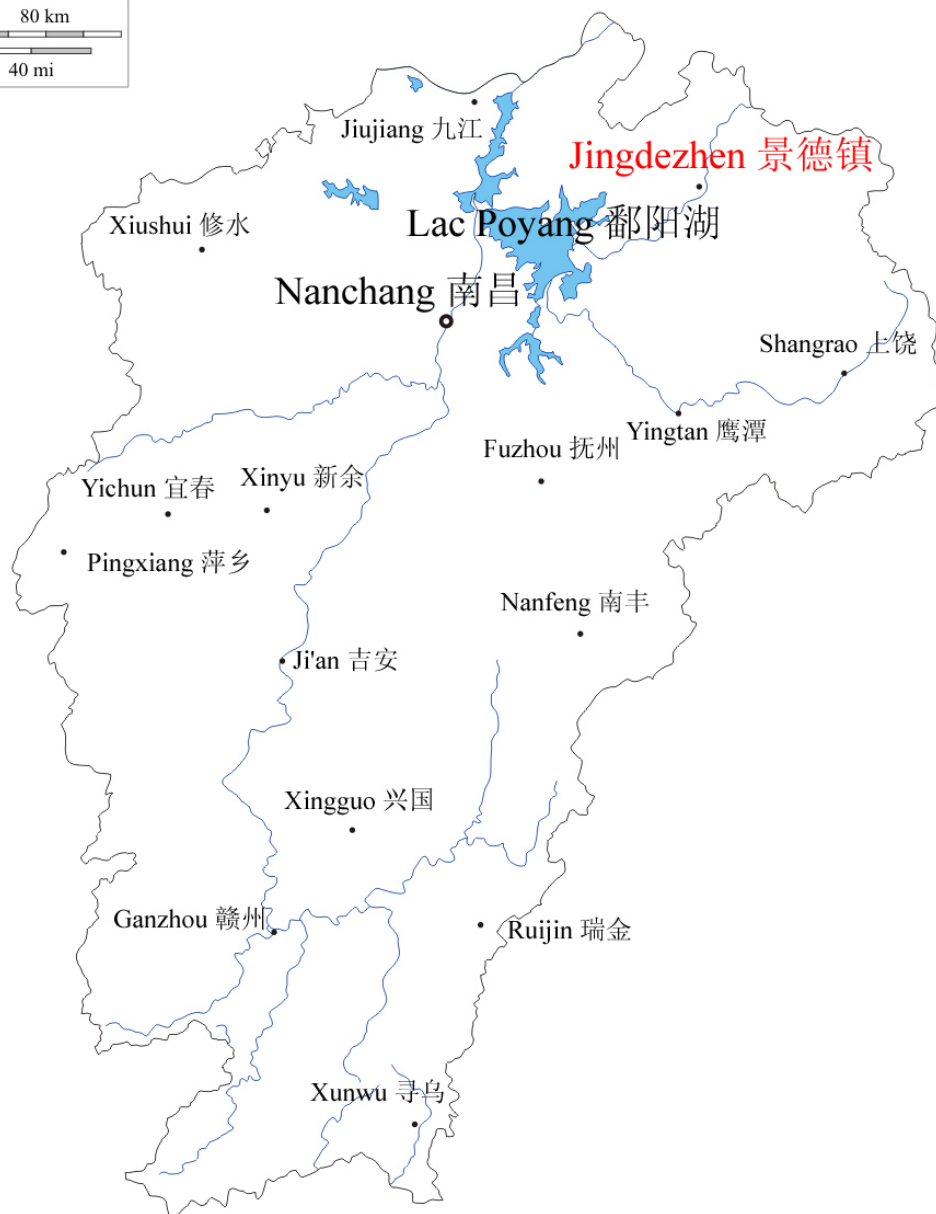 80 km
40 mi
Jiujiang 九江
Jingdezhen 景德镇
Xiushui 修水
Lac Poyang 鄱阳湖
Nanchang 南昌
Shangrao 上饶
Yingtan 鹰潭
Fuzhou 抚州
Xinyu 新余
Yichun 宜春
Pingxiang 萍乡
Nanfeng 南丰
Ji'an 吉安
Xingguo 兴国
Ganzhou 赣州
Ruijin 瑞金
Xunwu 寻乌